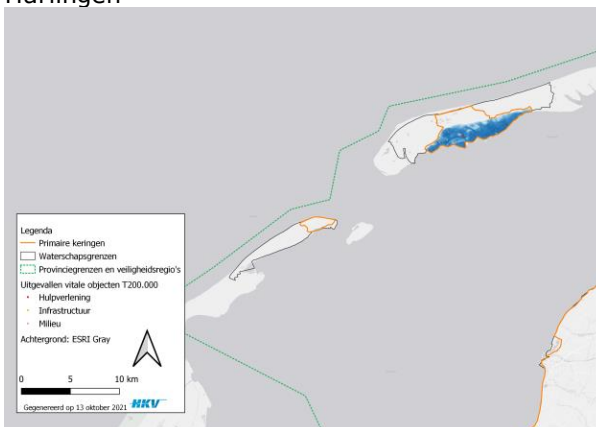 Harlingen
Legenda
Primaire keringen
Waterschapsgrenzen
Provinciegrenzen en veiligheidsregio's
Uitgevallen vitale objecten T200.000
Hulpverlening
Infrastructuur
Milieu
Achtergrond: ESRI Gray
0 5 10 km
Gegenereerd op 13 oktober 2021 HKV